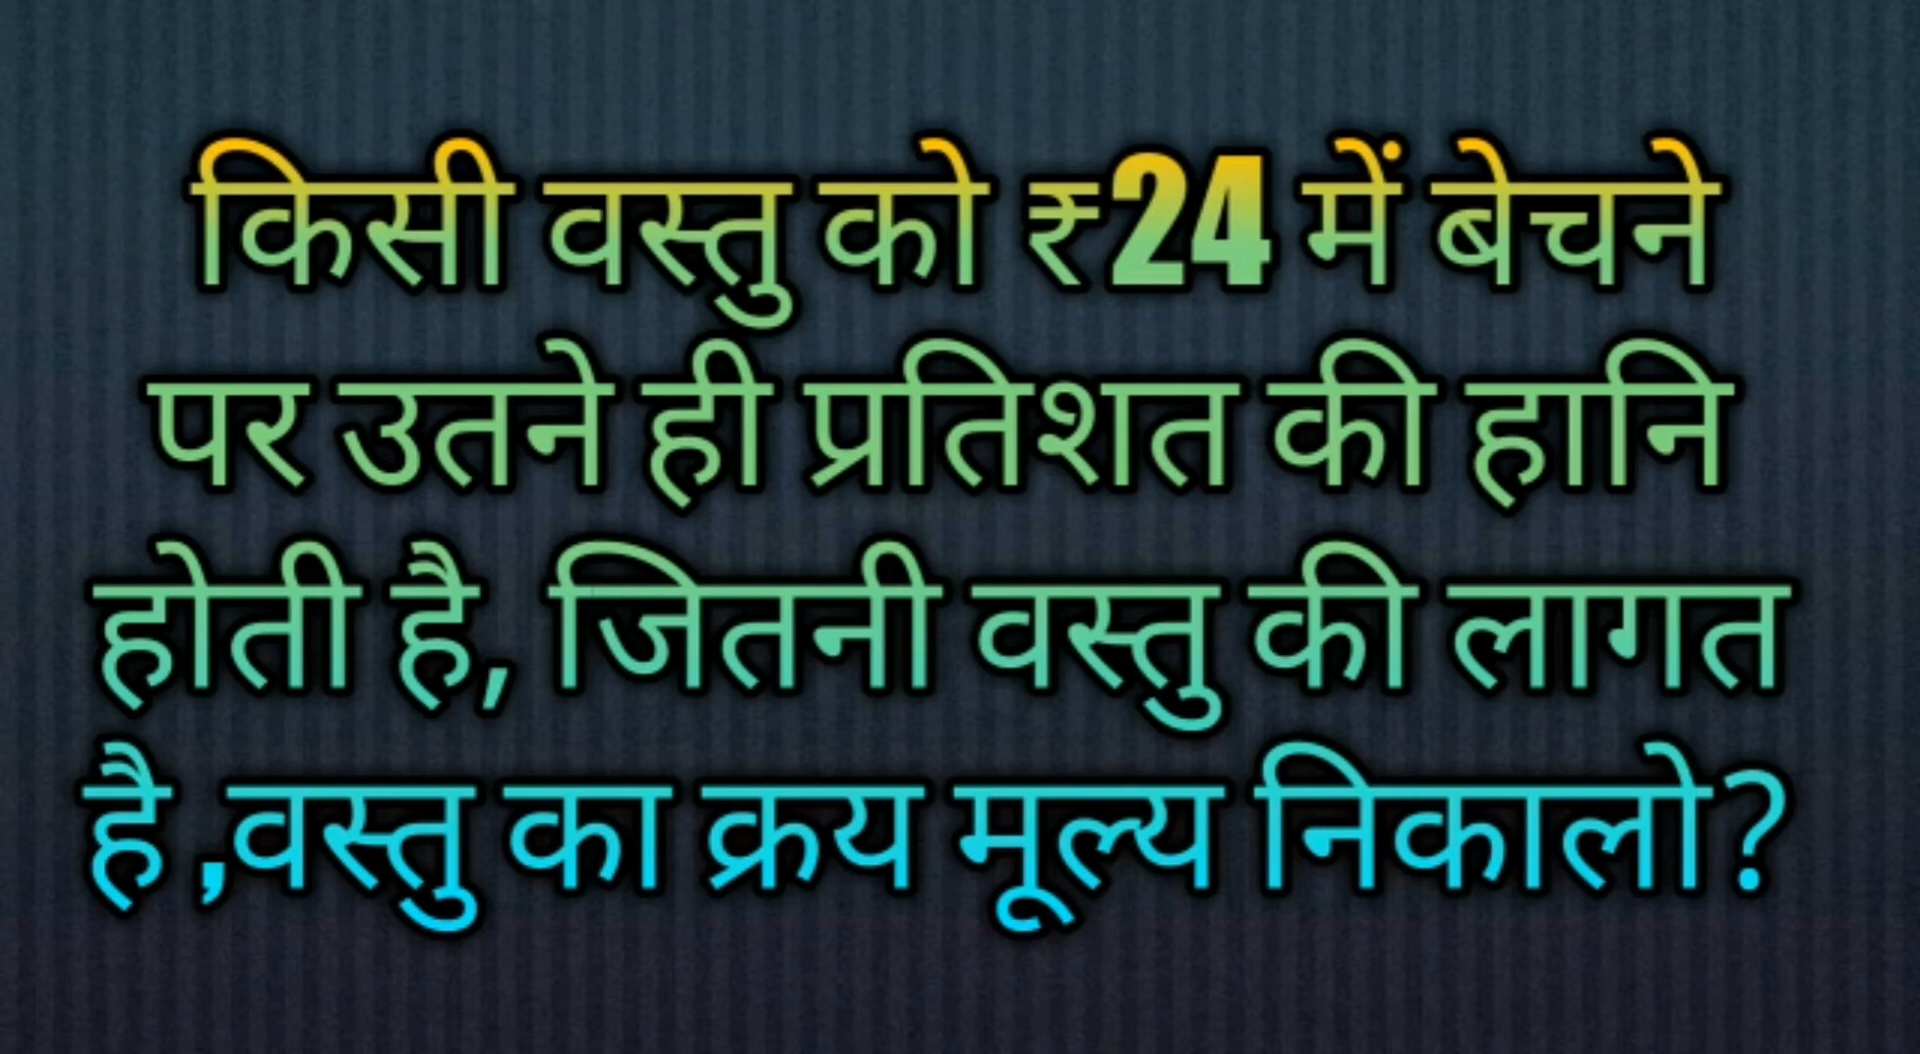 किसी वस्तु को ₹24 में बेचने
पर उतने ही प्रतिशत की हानि
होती है, जितनी वस्तु की लागत
है ,वस्तु का क्रय मूल्य निकालो?